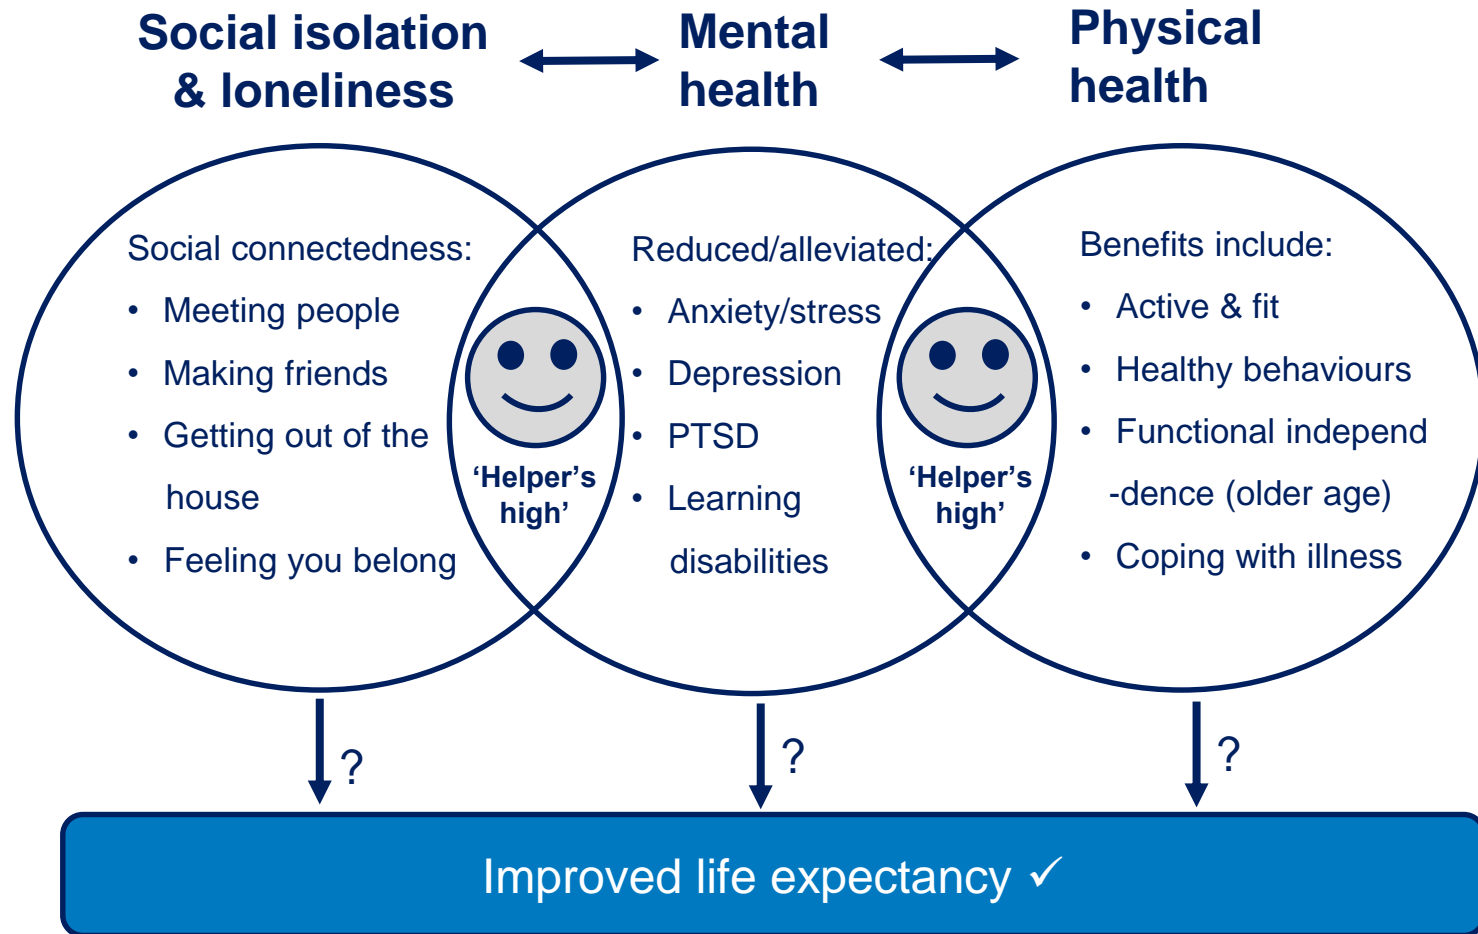 Social isolation
& loneliness
Mental
health
Physical
health
Social connectedness:
• Meeting people
• Making friends
• Getting out of the
house
• Feeling you belong
‘Helper’s
high’
Reduced/alleviated:
• Anxiety/stress
• Depression
• PTSD
• Learning
disabilities
‘Helper’s
high’
Benefits include:
• Active & fit
• Healthy behaviours
• Functional independ
-dence (older age)
• Coping with illness
?
?
?
Improved life expectancy ✓